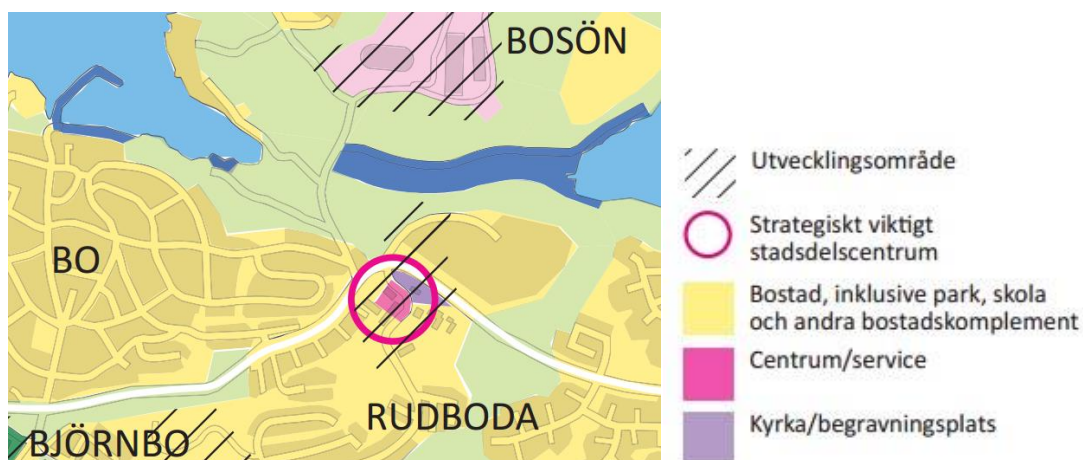 BOSÖN
BO
RUDBODA
BJÖRNBO
Utvecklingsområde
Strategiskt viktigt
stadsdelscentrum
Bostad, inklusive park, skola
och andra bostadskomplement
Centrum/service
Kyrka/begravningsplats